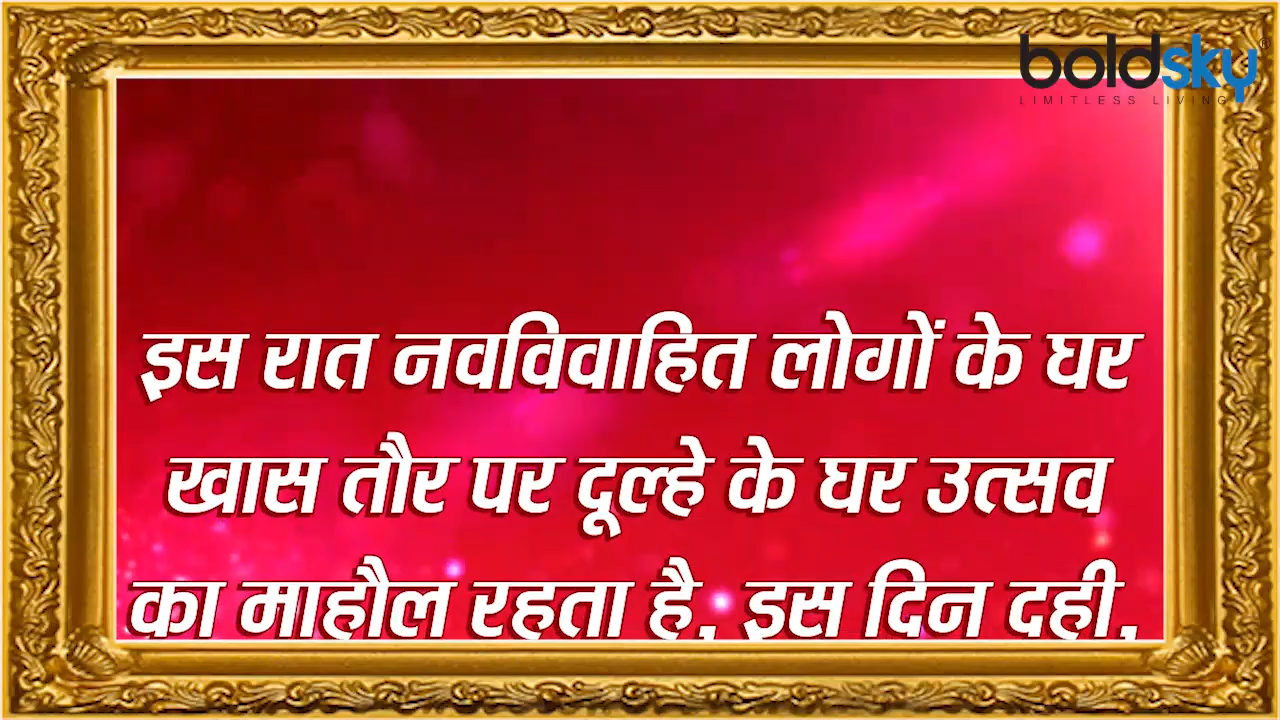 boldsky
LIMITLESS LIVING
इस रात नवविवाहित लोगों के घर
खास तौर पर दूल्हे के घर उत्सव
का माहौल रहता है. इस दिन दही,